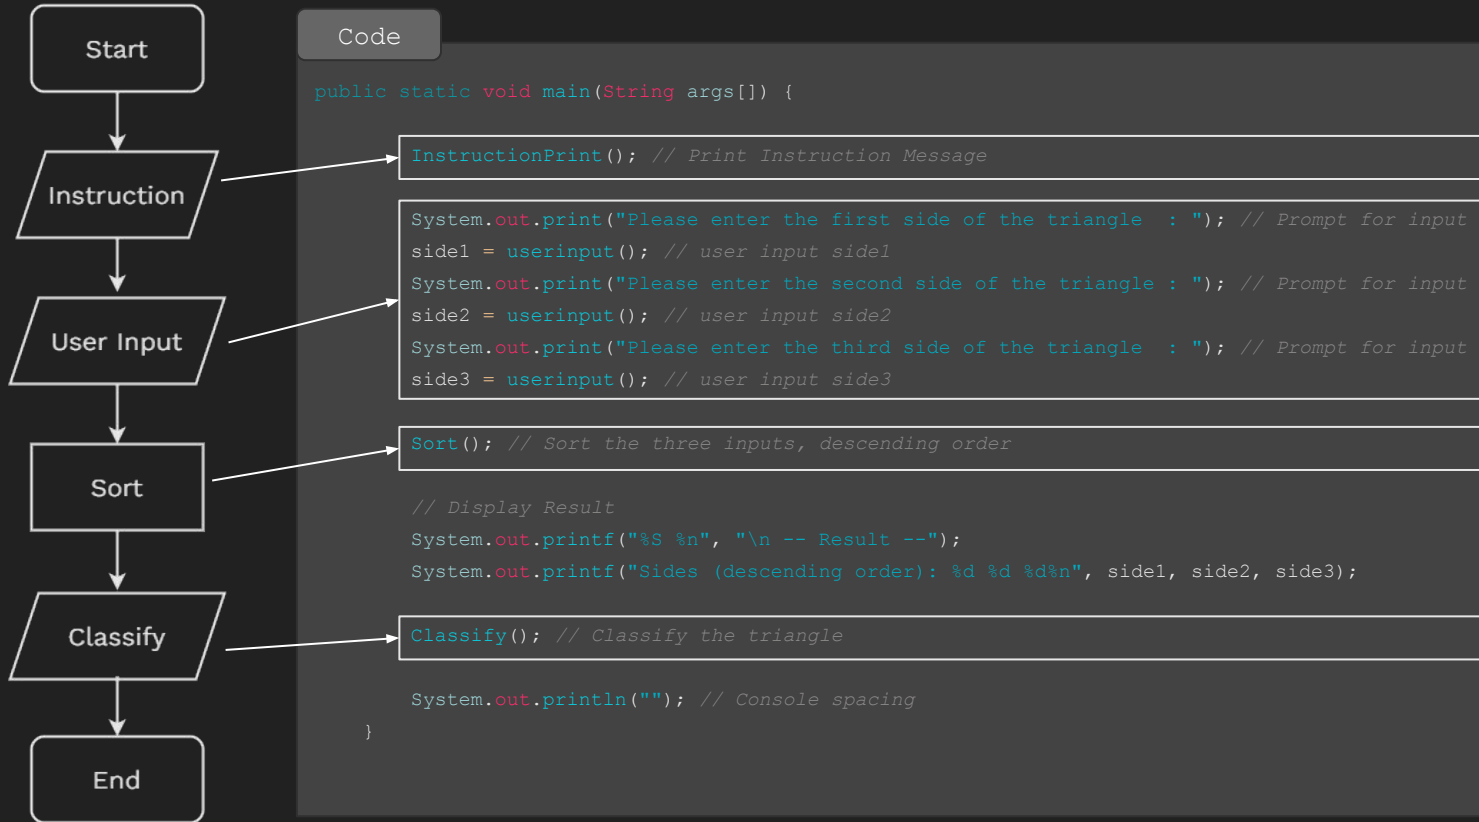 Start
Instruction
User Input
Sort
Classify
End
Code
public static void main(String args[]) {
InstructionPrint(); // Print Instruction Message
System.out.print("Please enter the first side of the triangle  : "); // Prompt for input
side1 = userinput(); // user input side1
System.out.print("Please enter the second side of the triangle : "); // Prompt for input
side2 = userinput(); // user input side2
System.out.print("Please enter the third side of the triangle  : "); // Prompt for input
side3 = userinput(); // user input side3
Sort(); // Sort the three inputs, descending order
// Display Result
System.out.printf("%S %n", "\n -- Result --");
System.out.printf("Sides (descending order): %d %d %d%n", side1, side2, side3);
Classify(); // Classify the triangle
System.out.println(""); // Console spacing
}